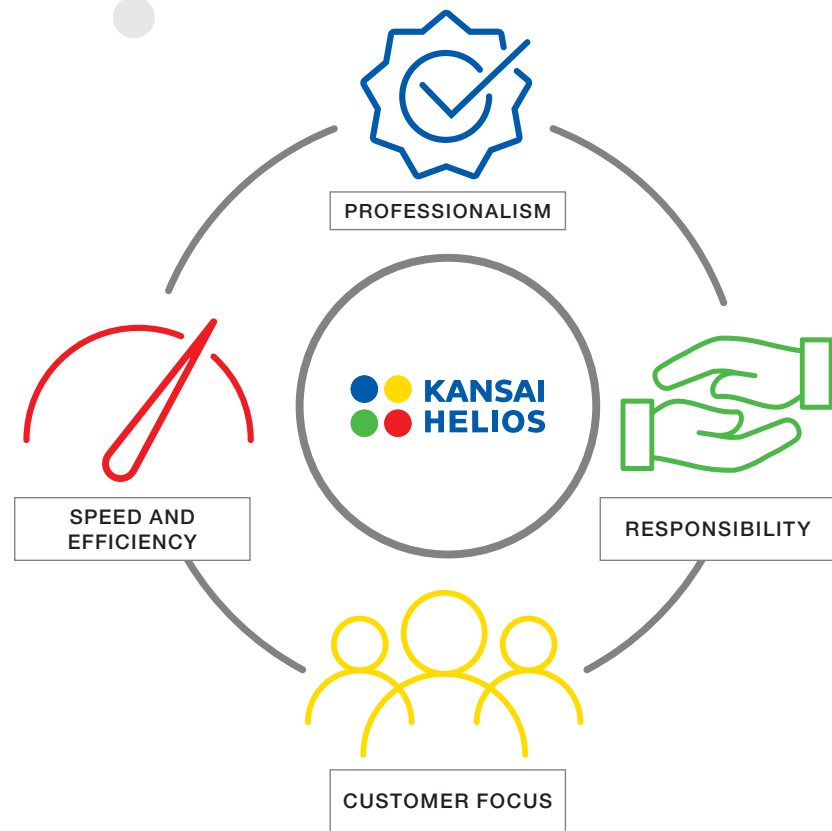 PROFESSIONALISM
KANSAI
HELIOS
SPEED AND
EFFICIENCY
RESPONSIBILITY
CUSTOMER FOCUS